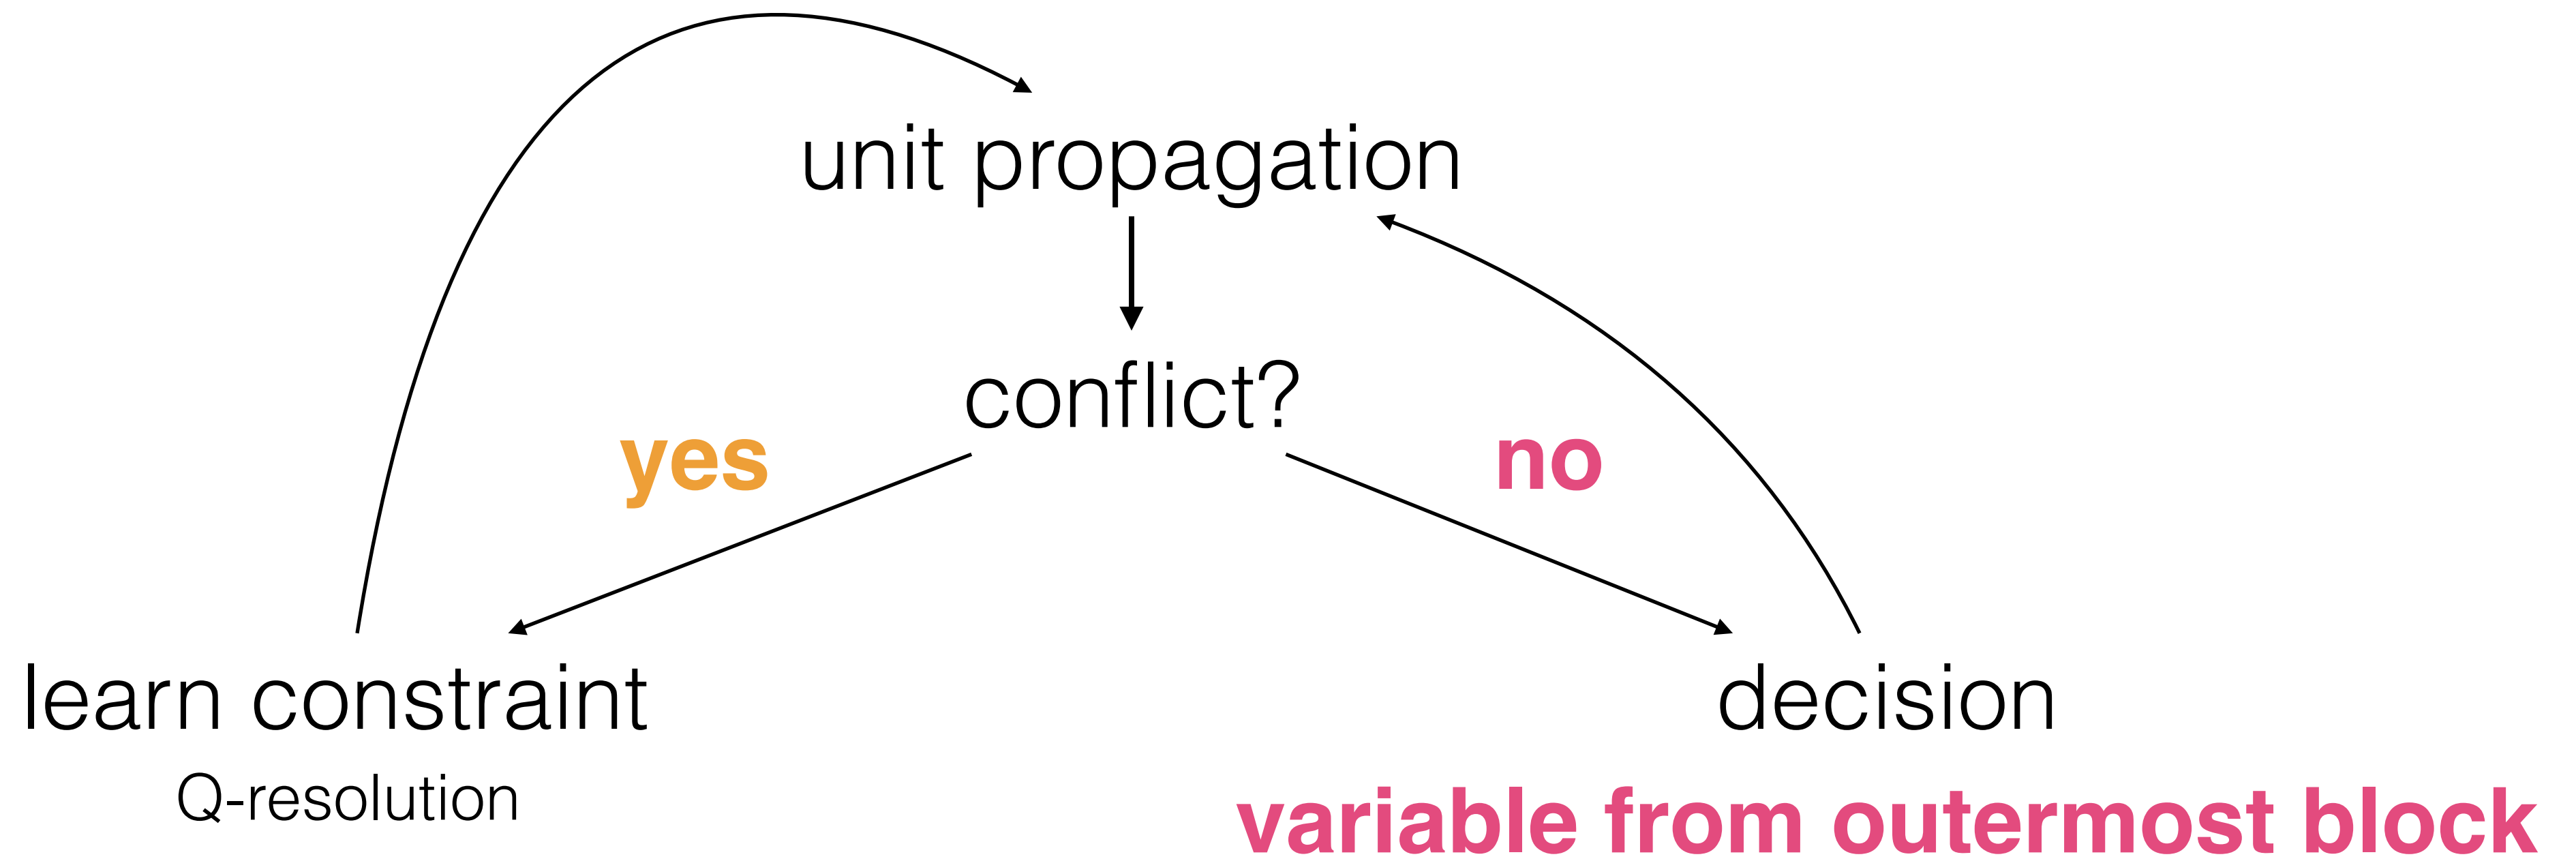 unit propagation
conflict?
yes
no
learn constraint
decision
Q-resolution
variable from outermost block